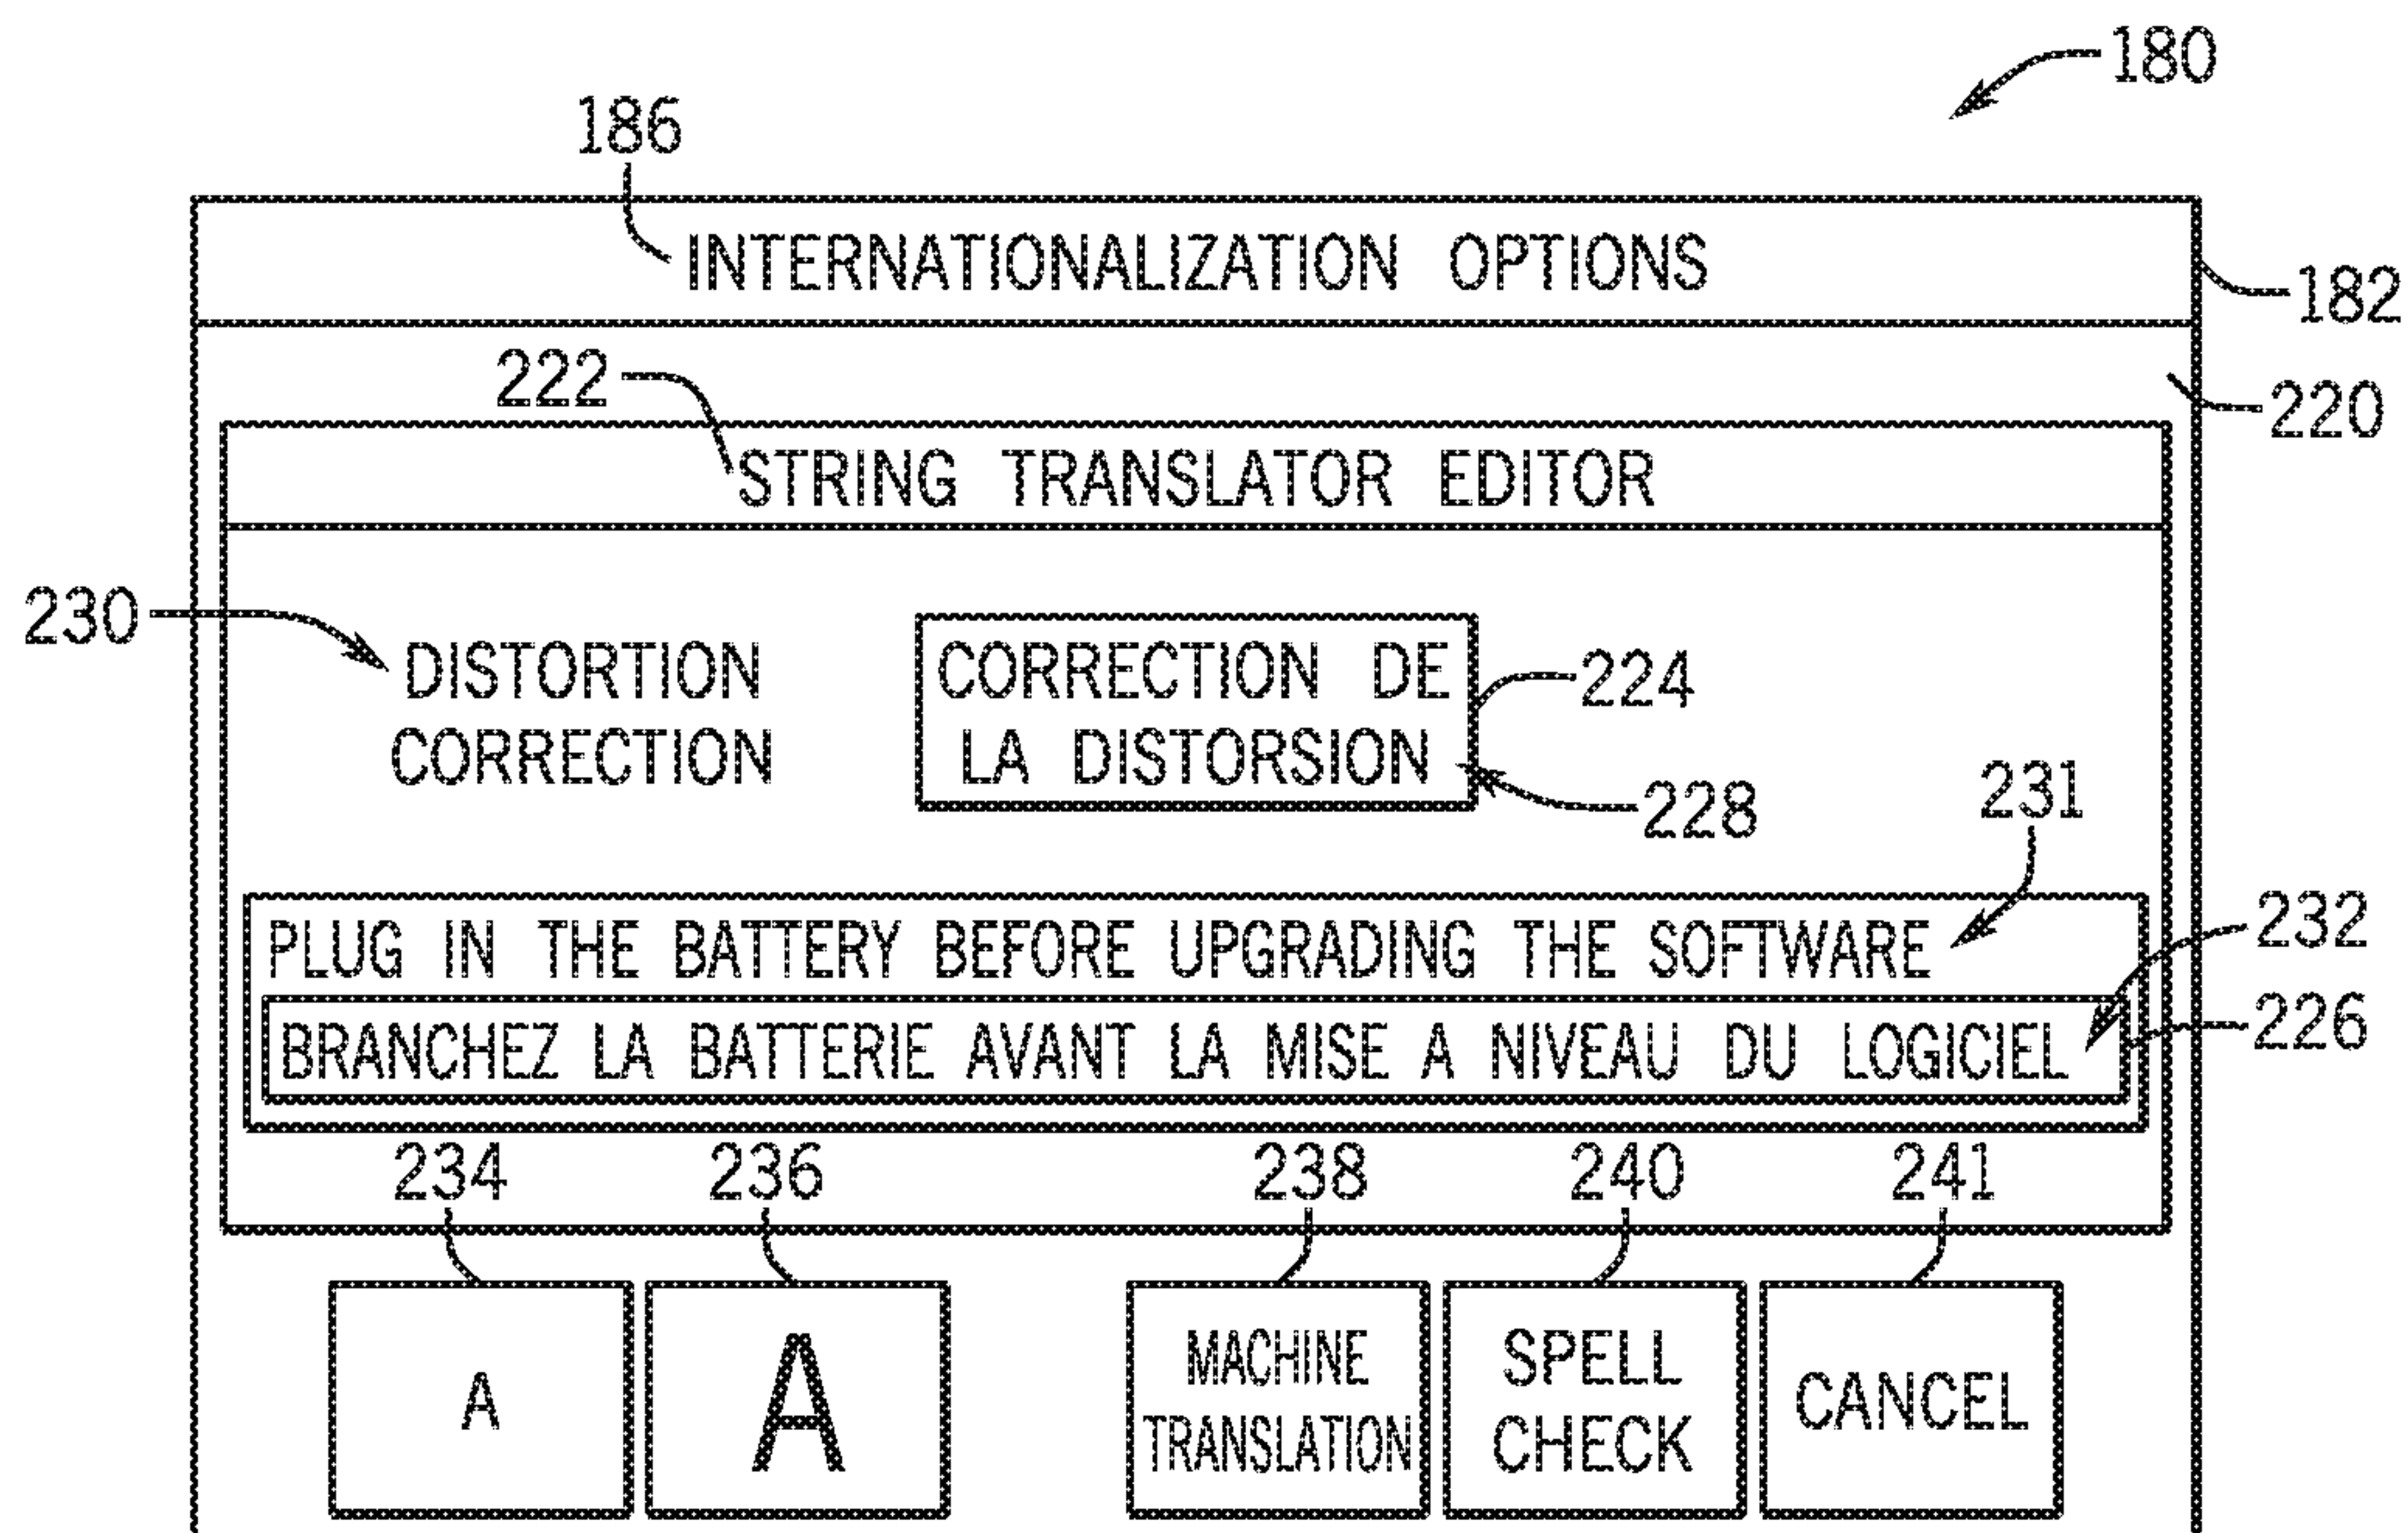 180
186
INTERNATIONALIZATION OPTIONS
182
222
220
STRING TRANSLATOR EDITOR
230
DISTORTION
CORRECTION
CORRECTION DE
LA DISTORSION
224
228
231
PLUG IN THE BATTERY BEFORE UPGRADING THE SOFTWARE
232
BRANCHEZ LA BATTERIE AVANT LA MISE A NIVEAU DU LOGICIEL
226
234 236 238 240 241
A
A
MACHINE
TRANSLATION
SPELL
CHECK
CANCEL